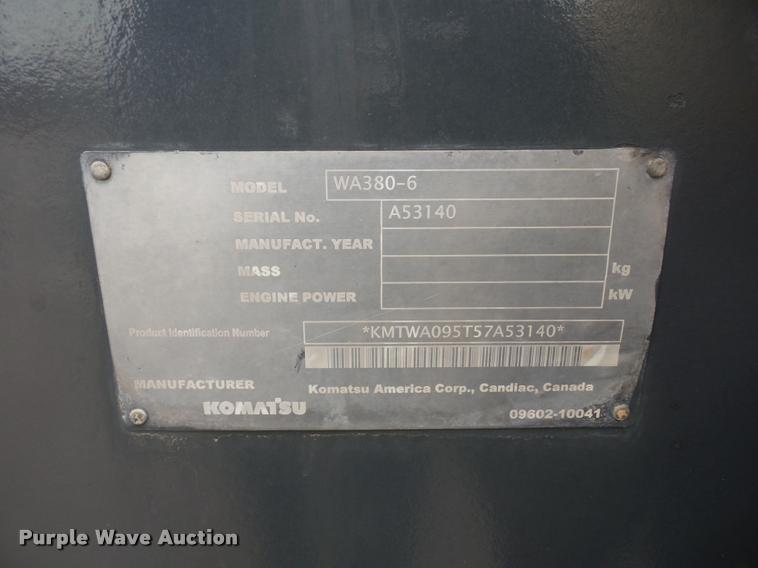 MODEL WA380-6
SERIAL No. A53140
MANUFACT. YEAR
MASS kg
ENGINE POWER kW
Product Identification Number *KMTWA095T57A53140*
MANUFACTURER Komatsu America Corp., Candiac, Canada
KOMATSU 09602-10041
Purple Wave Auction